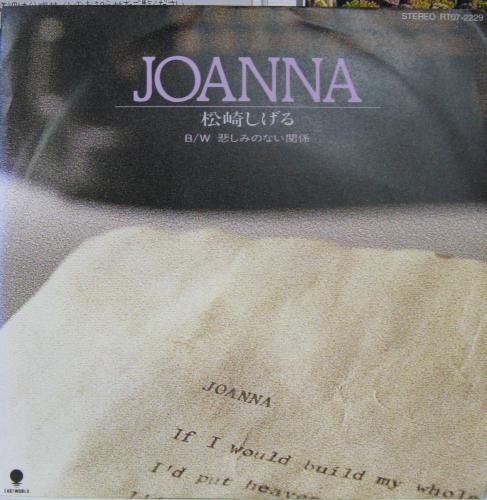 STEREO RT07-2229
JOANNA
松崎しげる
B/W 悲しみのない関係
JOANNA
If I would build my whole
I'd put heaven